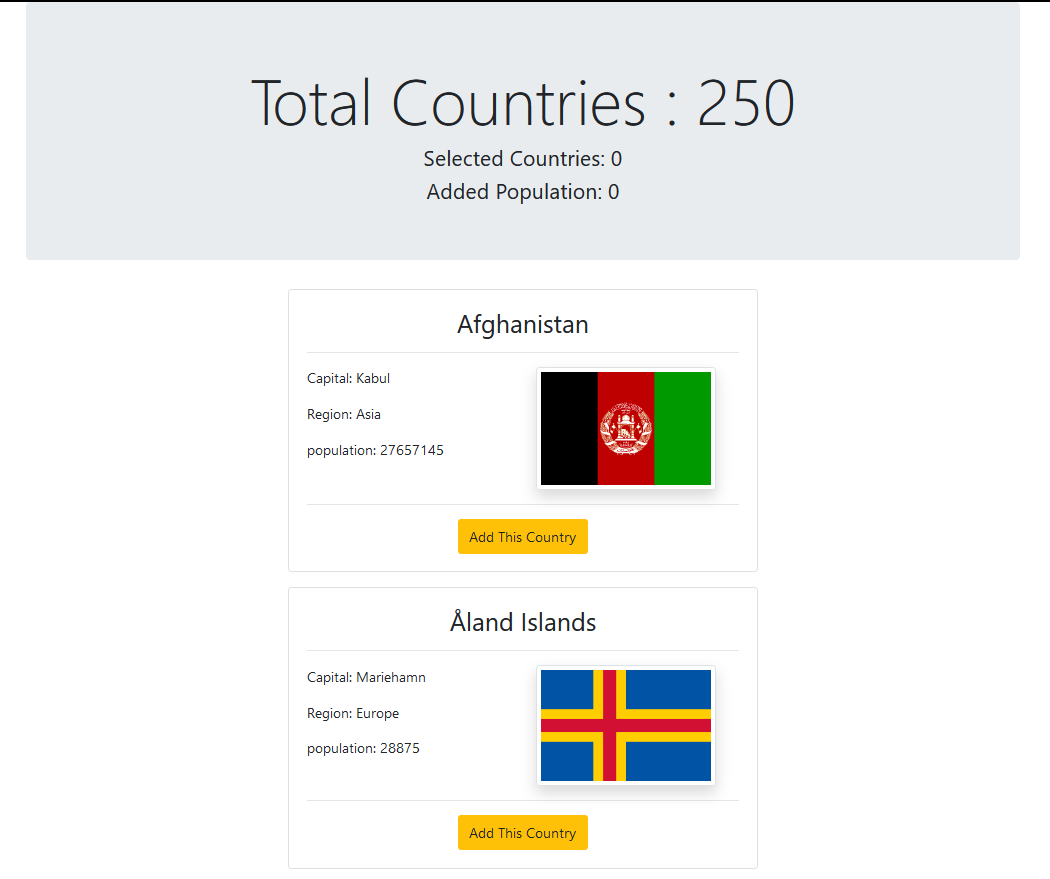 Total Countries : 250
Selected Countries: 0
Added Population: 0
Afghanistan
Capital: Kabul
Region: Asia
population: 27657145
Add This Country
Åland Islands
Capital: Mariehamn
Region: Europe
population: 28875
Add This Country